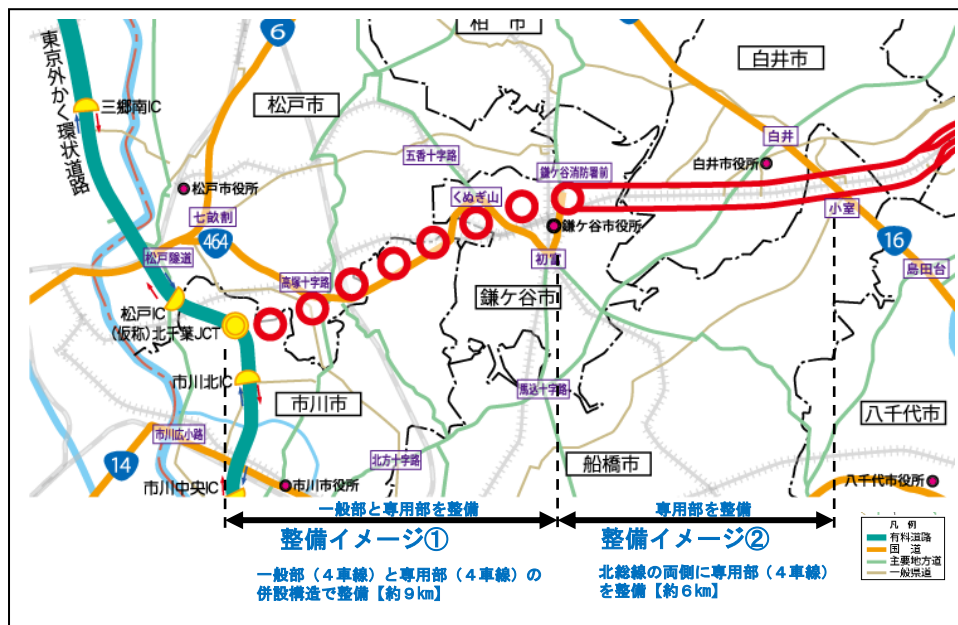 柏市
6
東京外かく環状道路
三郷南IC
松戸市
白井市
白井
五香十字路
鎌ケ谷消防署前
白井市役所
松戸市役所
くぬぎ山
七畝割
464
鎌ケ谷市役所
小室
16
松戸隧道
高塚十字路
初富
島田台
松戸IC
鎌ケ谷市
(仮称)北千葉JCT
市川北IC
馬込十字路
市川市
八千代市
市川広小路
北方十字路
船橋市
14
市川中央IC
市川市役所
八千代市役所
一般部と専用部を整備
専用部を整備
整備イメージ①
整備イメージ②
一般部(4車線)と専用部(4車線)の
併設構造で整備【約9km】
北総線の両側に専用部(4車線)
を整備【約6km】
凡 例
有料道路
国 道
主要地方道
一般県道